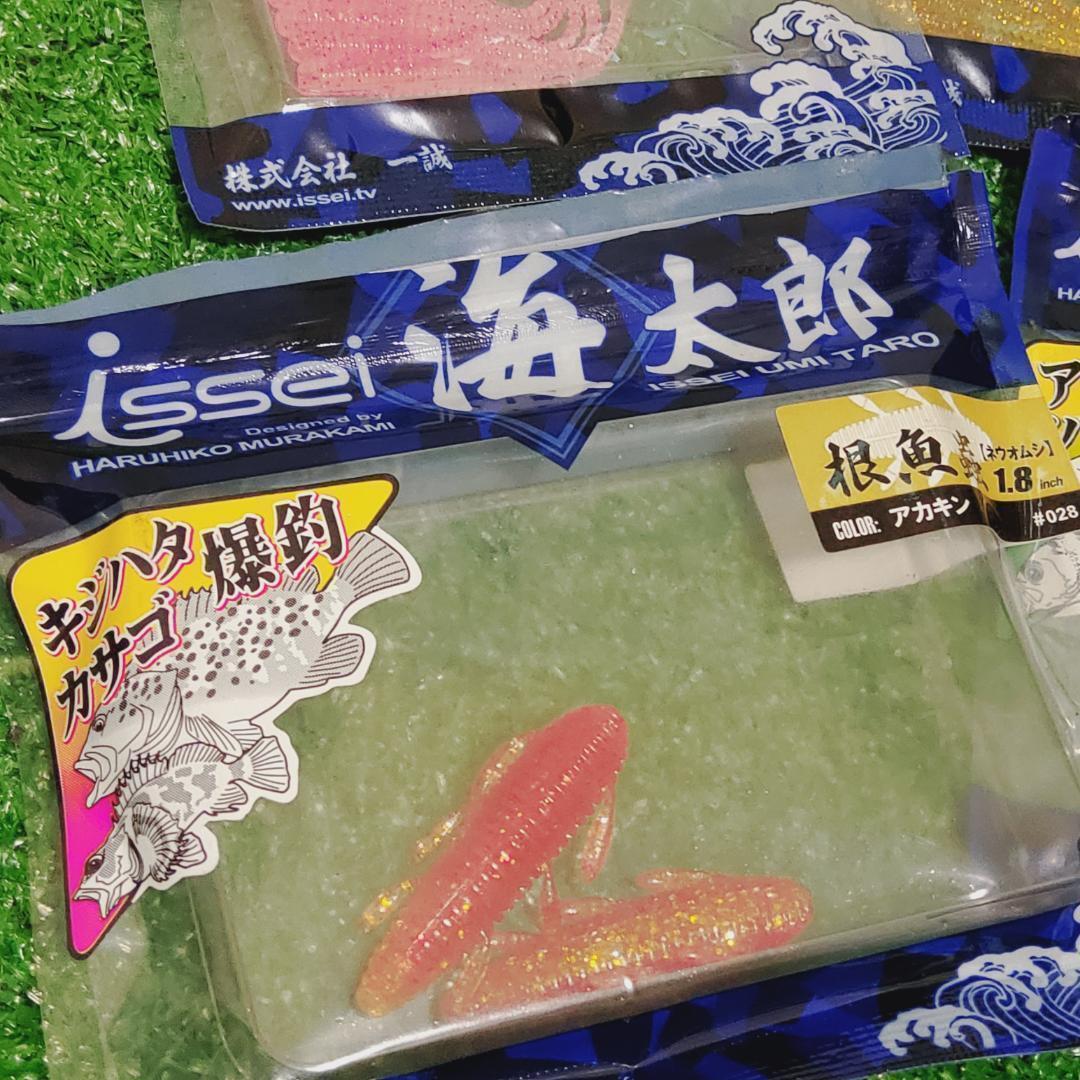 株式会社 一誠
www.issei.tv
issei 海太郎
Designed by
HARUHIKO MURAKAMI
ISSEI UMI TARO
根魚
【ネウオムシ】
1.8 inch
COLOR: アカキン #028
キジハタ
カサゴ
爆釣
HA
ア